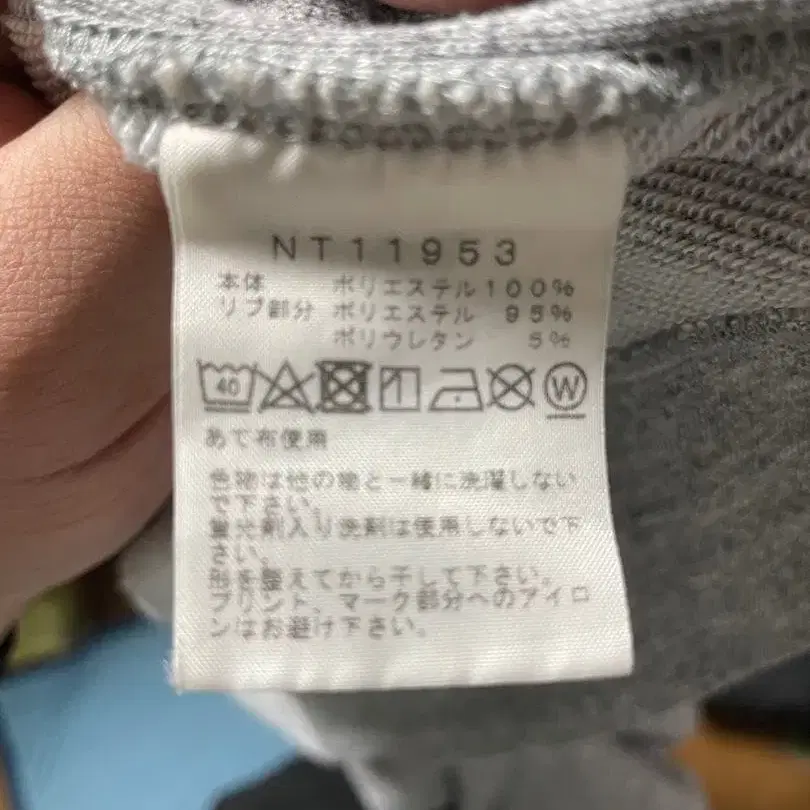 NT11953
本体 ポリエステル100%
リブ部分 ポリエステル 95%
ポリウレタン 5%
40 W
あて布使用
色物は他の物と一緒に洗濯しない
で下さい。
蛍光剤入り洗剤は使用しないで下
さい。
形を整えてから干して下さい。
プリント、マーク部分へのアイロ
ンはお避け下さい。